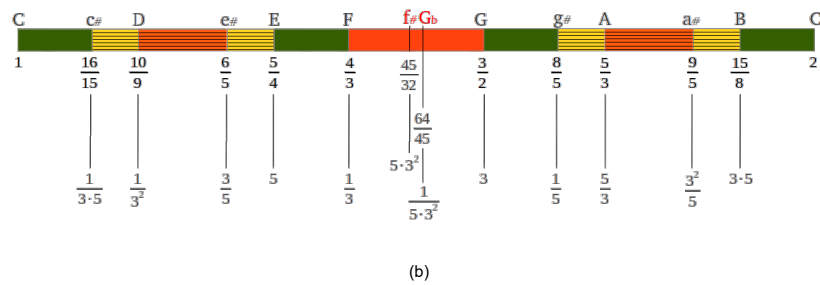 C c# D e# E F f# Gb G g# A a# B C
1 16/15 10/9 6/5 5/4 4/3 45/32 3/2 8/5 5/3 9/5 15/8 2
64/45
5·3²
1/(3·5) 1/3² 3/5 5 1/3 3 1/5 5/3 3²/5 3·5
1/(5·3²)
(b)